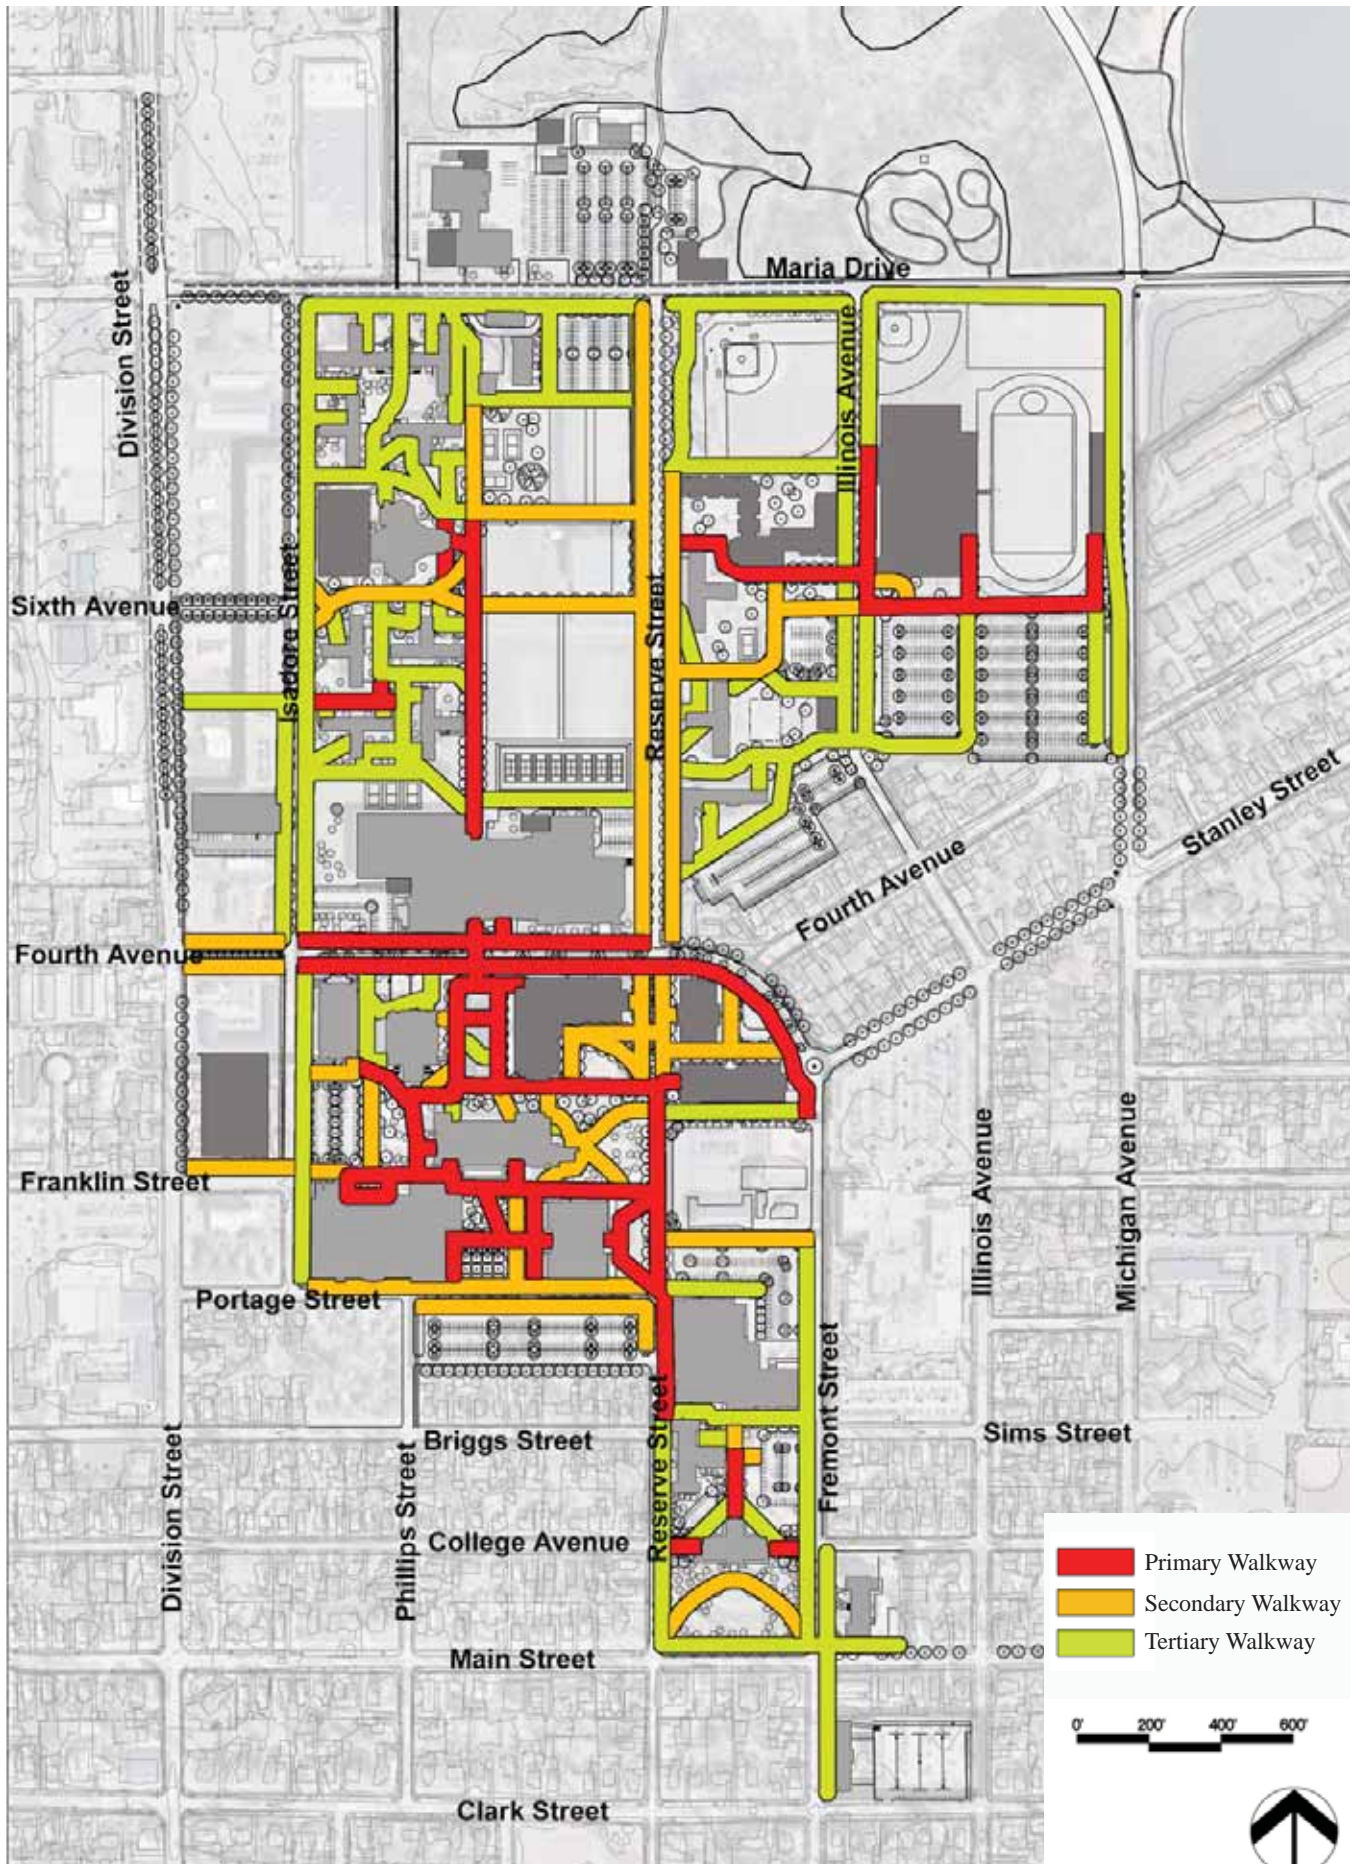 Maria Drive
Division Street
Illinois Avenue
Isadore Street
Sixth Avenue
Reserve Street
Stanley Street
Fourth Avenue
Fourth Avenue
Franklin Street
Illinois Avenue
Michigan Avenue
Portage Street
Fremont Street
Reserve Street
Briggs Street
Sims Street
Division Street
Phillips Street
College Avenue
Primary Walkway
Secondary Walkway
Tertiary Walkway
Main Street
0' 200' 400' 600'
Clark Street